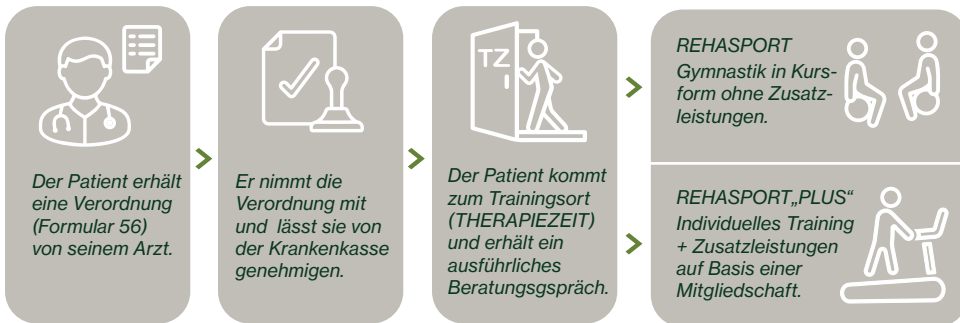 Der Patient erhält
eine Verordnung
(Formular 56)
von seinem Arzt.
Er nimmt die
Verordnung mit
und lässt sie von
der Krankenkasse
genehmigen.
TZ
Der Patient kommt
zum Trainingsort
(THERAPIEZEIT)
und erhält ein
ausführliches
Beratungsgspräch.
REHASPORT
Gymnastik in Kurs-
form ohne Zusatz-
leistungen.
REHASPORT„PLUS“
Individuelles Training
+ Zusatzleistungen
auf Basis einer
Mitgliedschaft.